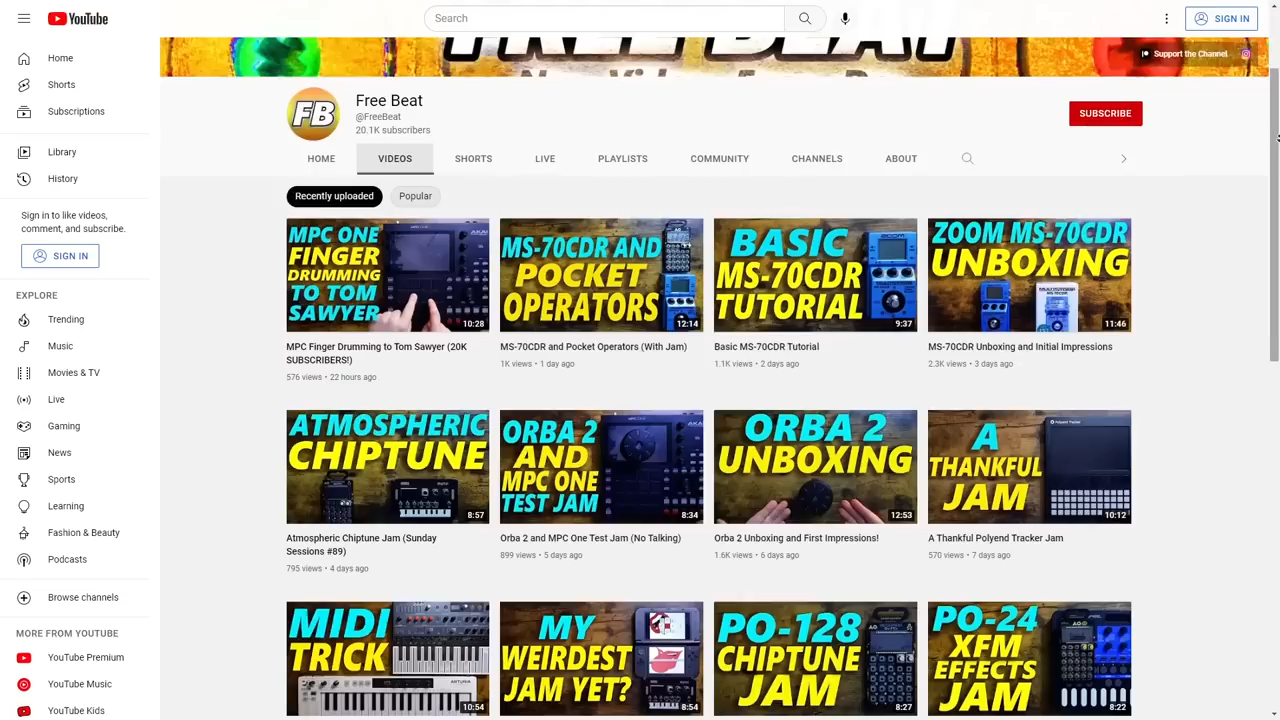 YouTube
Search
SIGN IN
Home
Shorts
Subscriptions
Library
History
Sign in to like videos,
comment, and subscribe.
SIGN IN
EXPLORE
Trending
Music
Movies & TV
Live
Gaming
News
Sports
Learning
Fashion & Beauty
Podcasts
Browse channels
MORE FROM YOUTUBE
YouTube Premium
YouTube Music
YouTube Kids
FREE BEAT
Support the Channel
FB
Free Beat
@FreeBeat
20.1K subscribers
SUBSCRIBE
HOME VIDEOS SHORTS LIVE PLAYLISTS COMMUNITY CHANNELS ABOUT
Recently uploaded Popular
MPC ONE
FINGER
DRUMMING
TO TOM
SAWYER
10:28
MPC Finger Drumming to Tom Sawyer (20K
SUBSCRIBERS!)
576 views • 22 hours ago
MS-70CDR AND
POCKET
OPERATORS
12:14
MS-70CDR and Pocket Operators (With Jam)
1K views • 1 day ago
BASIC
MS-70CDR
TUTORIAL
ZOOM
9:37
Basic MS-70CDR Tutorial
1.1K views • 2 days ago
ZOOM MS-70CDR
UNBOXING
11:46
MS-70CDR Unboxing and Initial Impressions
2.3K views • 3 days ago
ATMOSPHERIC
CHIPTUNE
8:57
Atmospheric Chiptune Jam (Sunday
Sessions #89)
795 views • 4 days ago
ORBA 2
AND
MPC ONE
TEST JAM
8:34
Orba 2 and MPC One Test Jam (No Talking)
899 views • 5 days ago
ORBA 2
UNBOXING
12:53
Orba 2 Unboxing and First Impressions!
1.6K views • 6 days ago
A
THANKFUL
JAM
Polyend Tracker
10:12
A Thankful Polyend Tracker Jam
570 views • 7 days ago
MIDI
TRICK
ARTURIA
10:54
MY
WEIRDEST
JAM YET?
8:54
PO-128
CHIPTUNE
JAM
8:27
PO-24
XFM
EFFECTS
JAM
8:22